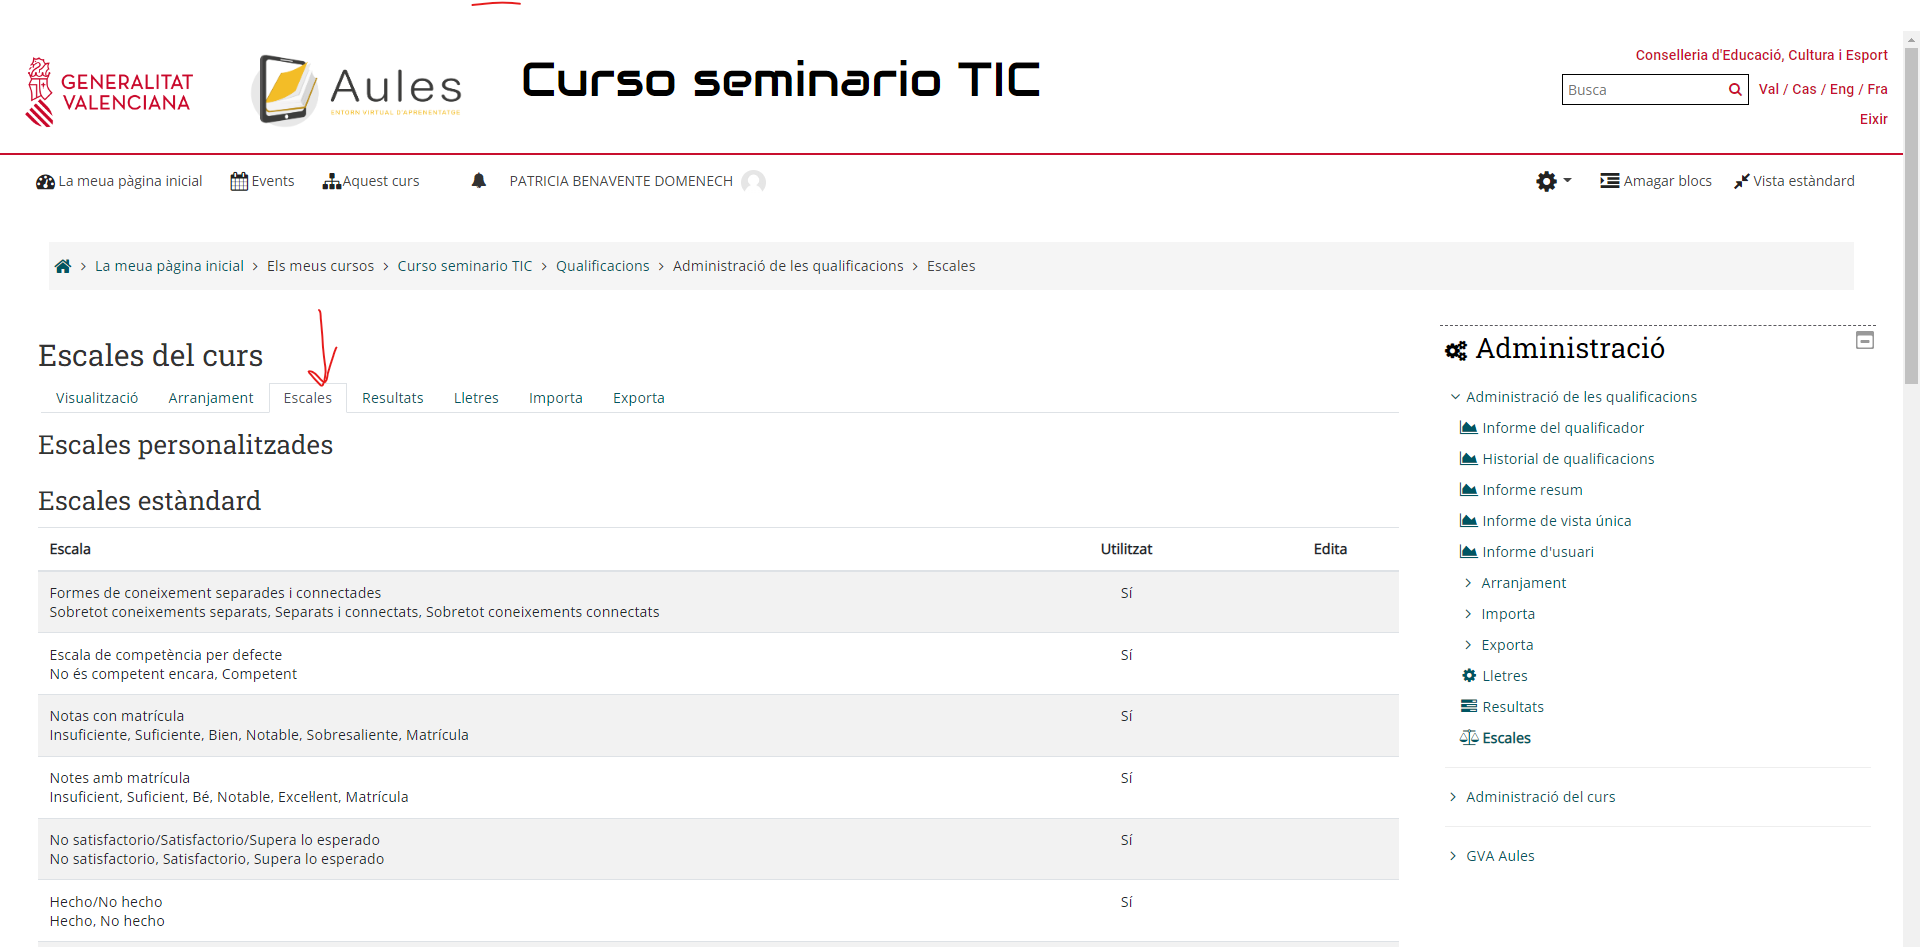 GENERALITAT
VALENCIANA
Aules
ENTORN VIRTUAL D'APRENENTATGE
Curso seminario TIC
Conselleria d'Educació, Cultura i Esport
Busca
Val / Cas / Eng / Fra
Eixir
La meua pàgina inicial
Events
Aquest curs
PATRICIA BENAVENTE DOMENECH
Amagar blocs
Vista estàndard
La meua pàgina inicial > Els meus cursos > Curso seminario TIC > Qualificacions > Administració de les qualificacions > Escales
Escales del curs
Visualització Arranjament Escales Resultats Lletres Importa Exporta
Escales personalitzades
Escales estàndard
Escala Utilitzat Edita
Formes de coneixement separades i connectades Sí
Sobretot coneixements separats, Separats i connectats, Sobretot coneixements connectats
Escala de competència per defecte Sí
No és competent encara, Competent
Notas con matrícula Sí
Insuficiente, Suficiente, Bien, Notable, Sobresaliente, Matrícula
Notes amb matrícula Sí
Insuficient, Suficient, Bé, Notable, Excel·lent, Matrícula
No satisfactorio/Satisfactorio/Supera lo esperado Sí
No satisfactorio, Satisfactorio, Supera lo esperado
Hecho/No hecho Sí
Hecho, No hecho
Administració
Administració de les qualificacions
Informe del qualificador
Historial de qualificacions
Informe resum
Informe de vista única
Informe d'usuari
Arranjament
Importa
Exporta
Lletres
Resultats
Escales
Administració del curs
GVA Aules